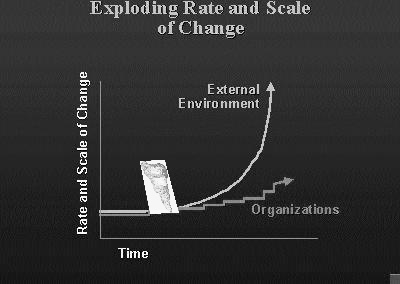 Exploding Rate and Scale
of Change
External
Environment
Rate and Scale of Change
Organizations
Time